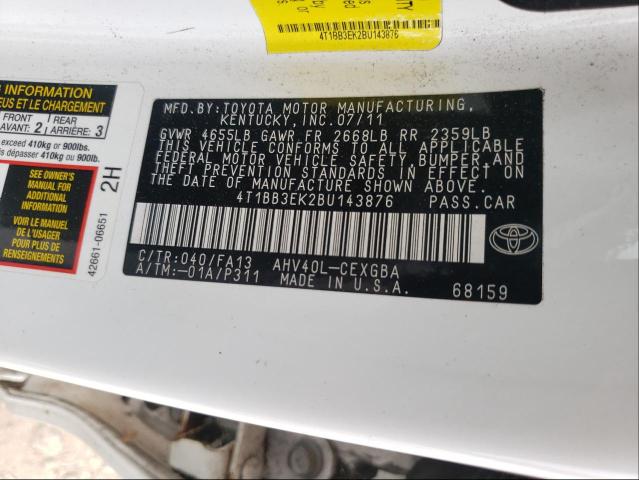 4T1BB3EK2BU143876
INFORMATION
PNEUS ET LE CHARGEMENT
FRONT
AVANT: 2
REAR
ARRIÈRE: 3
exceed 410kg or 900lbs.
dépasser 410kg ou 900lb.
SEE OWNER'S
MANUAL FOR
ADDITIONAL
INFORMATION
VOIR LE MANUEL
DE L'USAGER
POUR PLUS DE
RENSEIGNEMENTS
2H
42661-06651
MFD.BY:TOYOTA MOTOR MANUFACTURING,
KENTUCKY,INC.07/11
GVWR 4655LB GAWR FR 2668LB RR 2359LB
THIS VEHICLE CONFORMS TO ALL APPLICABLE
FEDERAL MOTOR VEHICLE SAFETY,BUMPER,AND
THEFT PREVENTION STANDARDS IN EFFECT ON
THE DATE OF MANUFACTURE SHOWN ABOVE.
4T1BB3EK2BU143876 PASS.CAR
C/TR:040/FA13 AHV40L-CEXGBA
A/TM:-01A/P311 MADE IN U.S.A.
68159
TOYOTA